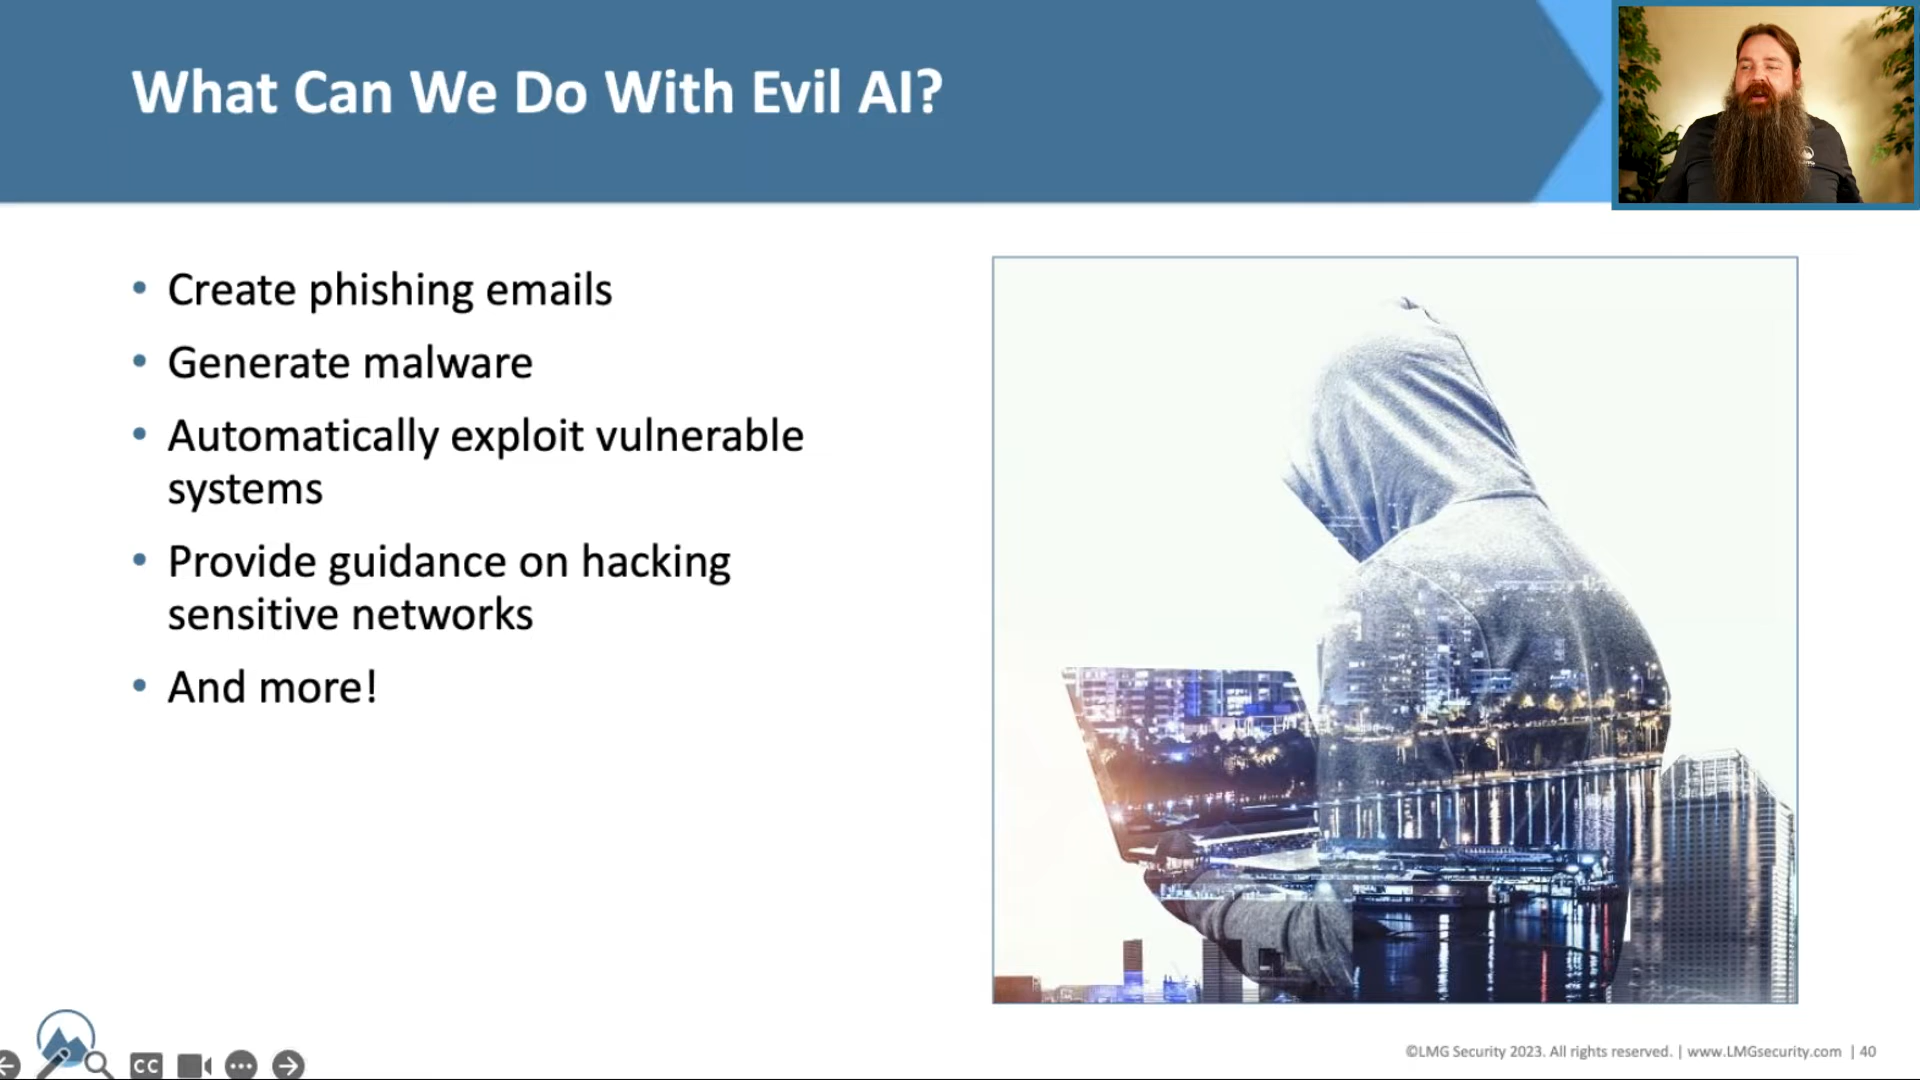 What Can We Do With Evil AI?
• Create phishing emails
• Generate malware
• Automatically exploit vulnerable
systems
• Provide guidance on hacking
sensitive networks
• And more!
CC
©LMG Security 2023. All rights reserved. | www.LMGsecurity.com | 40